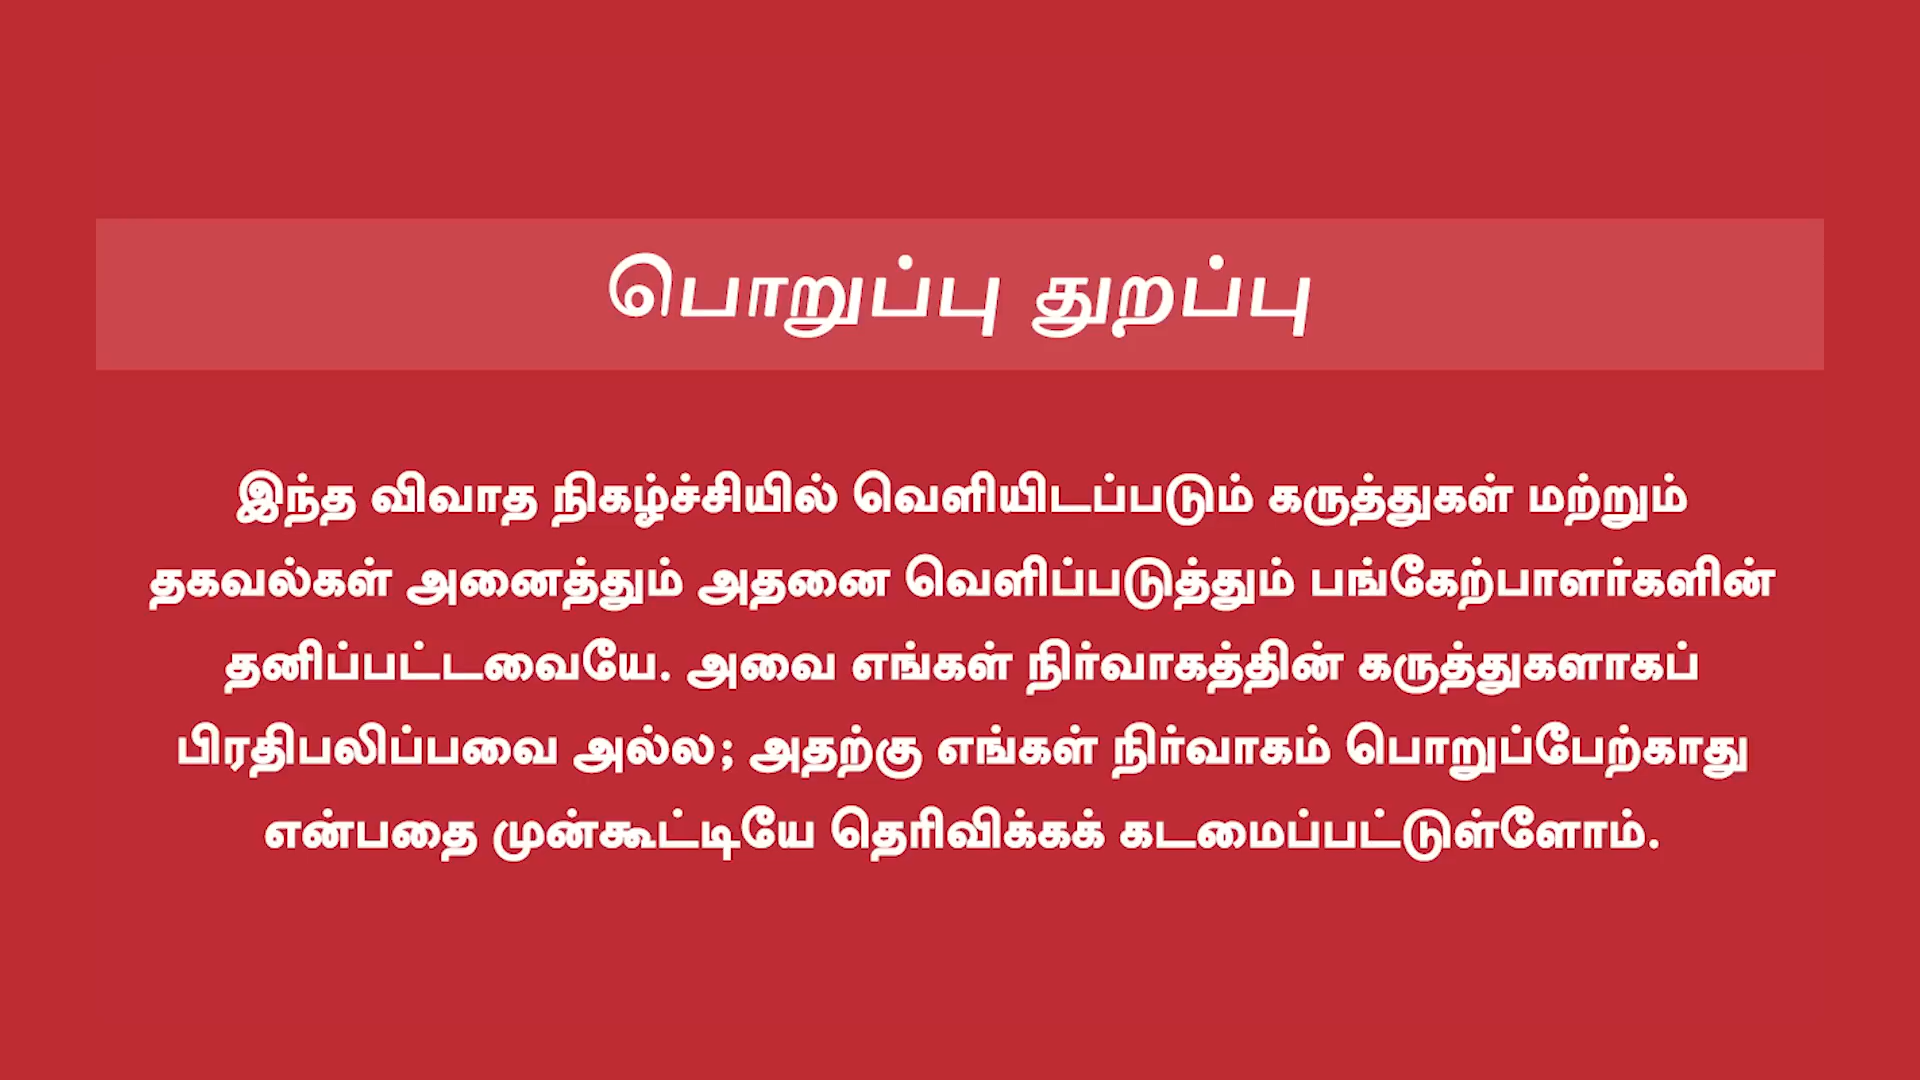 பொறுப்பு துறப்பு
இந்த விவாத நிகழ்ச்சியில் வெளியிடப்படும் கருத்துகள் மற்றும்
தகவல்கள் அனைத்தும் அதனை வெளிப்படுத்தும் பங்கேற்பாளர்களின்
தனிப்பட்டவையே. அவை எங்கள் நிர்வாகத்தின் கருத்துகளாகப்
பிரதிபலிப்பவை அல்ல; அதற்கு எங்கள் நிர்வாகம் பொறுப்பேற்காது
என்பதை முன்கூட்டியே தெரிவிக்கக் கடமைப்பட்டுள்ளோம்.